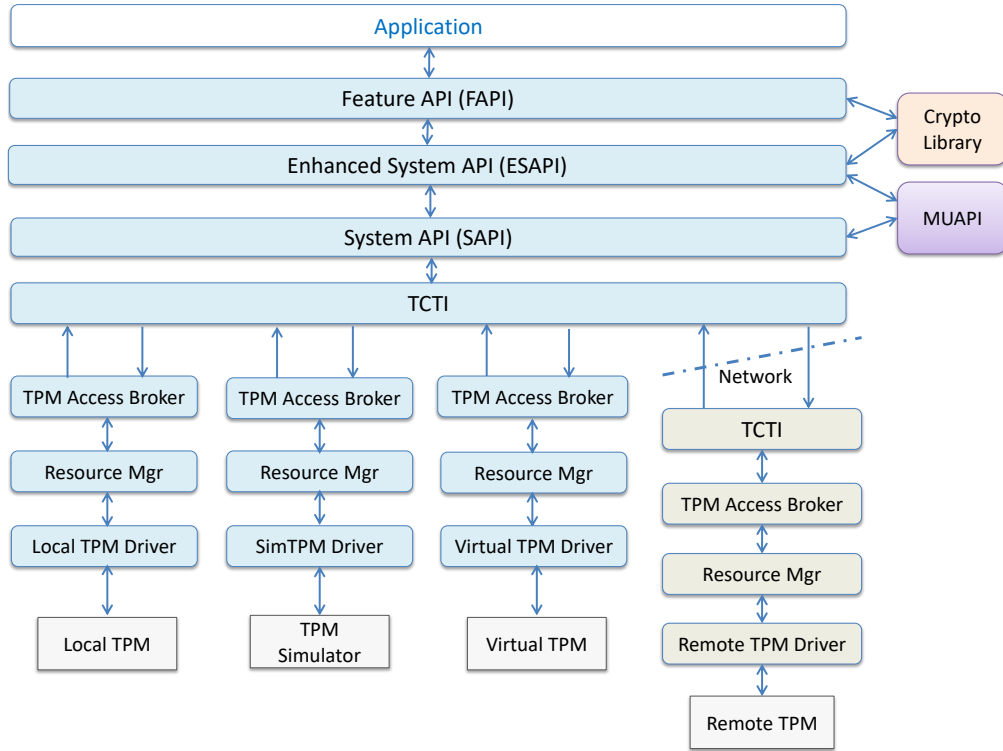 Application
Feature API (FAPI)
Crypto
Library
Enhanced System API (ESAPI)
MUAPI
System API (SAPI)
TCTI
Network
TPM Access Broker
TPM Access Broker
TPM Access Broker
TCTI
Resource Mgr
Resource Mgr
Resource Mgr
TPM Access Broker
Local TPM Driver
SimTPM Driver
Virtual TPM Driver
Resource Mgr
Local TPM
TPM
Simulator
Virtual TPM
Remote TPM Driver
Remote TPM